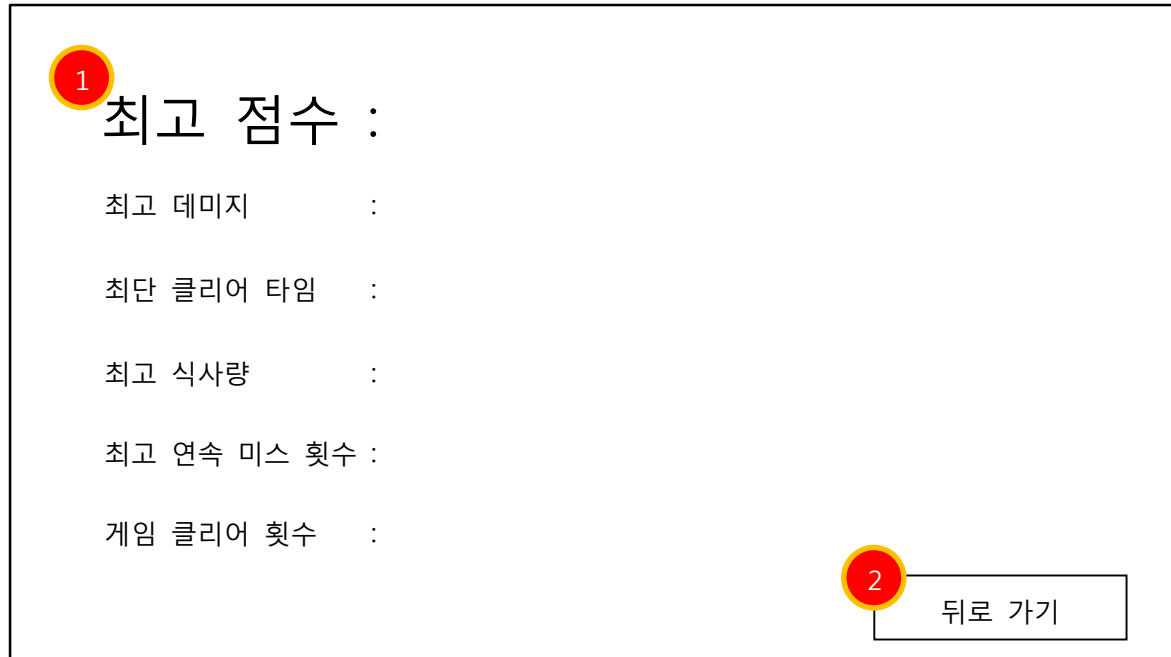 1
최고 점수 :
최고 데미지 :
최단 클리어 타임 :
최고 식사량 :
최고 연속 미스 횟수 :
게임 클리어 횟수 :
2
뒤로 가기